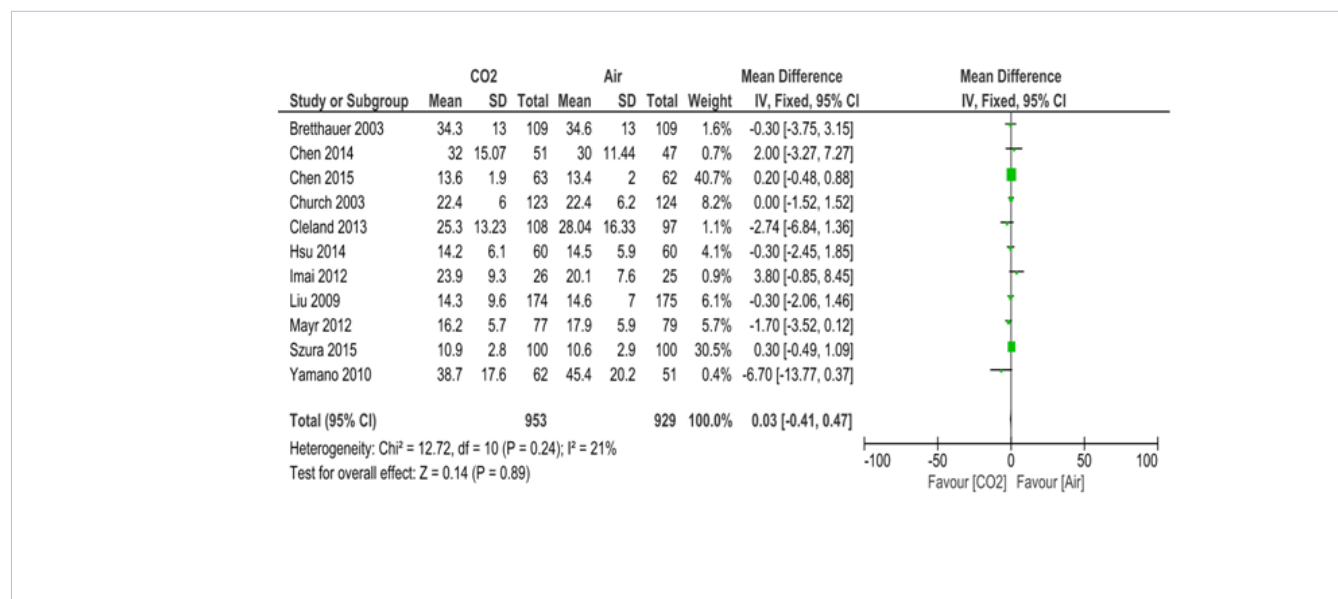 CO2 Air Mean Difference Mean Difference
Study or Subgroup Mean SD Total Mean SD Total Weight IV, Fixed, 95% CI IV, Fixed, 95% CI
Bretthauer 2003 34.3 13 109 34.6 13 109 1.6% -0.30 [-3.75, 3.15]
Chen 2014 32 15.07 51 30 11.44 47 0.7% 2.00 [-3.27, 7.27]
Chen 2015 13.6 1.9 63 13.4 2 62 40.7% 0.20 [-0.48, 0.88]
Church 2003 22.4 6 123 22.4 6.2 124 8.2% 0.00 [-1.52, 1.52]
Cleland 2013 25.3 13.23 108 28.04 16.33 97 1.1% -2.74 [-6.84, 1.36]
Hsu 2014 14.2 6.1 60 14.5 5.9 60 4.1% -0.30 [-2.45, 1.85]
Imai 2012 23.9 9.3 26 20.1 7.6 25 0.9% 3.80 [-0.85, 8.45]
Liu 2009 14.3 9.6 174 14.6 7 175 6.1% -0.30 [-2.06, 1.46]
Mayr 2012 16.2 5.7 77 17.9 5.9 79 5.7% -1.70 [-3.52, 0.12]
Szura 2015 10.9 2.8 100 10.6 2.9 100 30.5% 0.30 [-0.49, 1.09]
Yamano 2010 38.7 17.6 62 45.4 20.2 51 0.4% -6.70 [-13.77, 0.37]
Total (95% CI) 953 929 100.0% 0.03 [-0.41, 0.47]
Heterogeneity: Chi² = 12.72, df = 10 (P = 0.24); I² = 21%
Test for overall effect: Z = 0.14 (P = 0.89)
-100 -50 0 50 100
Favour [CO2] Favour [Air]